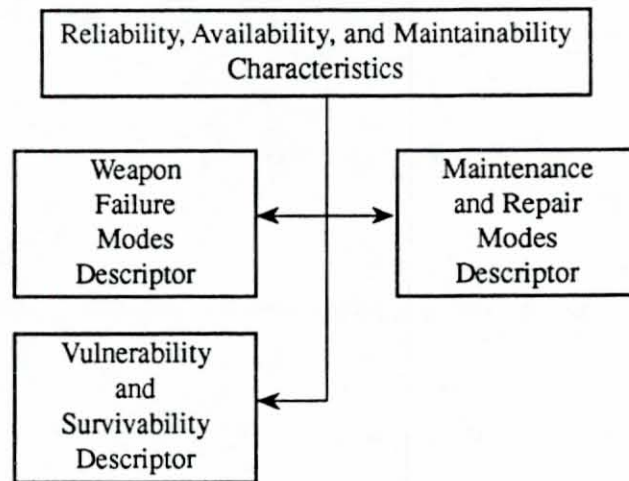 Reliability, Availability, and Maintainability
Characteristics
Weapon
Failure
Modes
Descriptor
Maintenance
and Repair
Modes
Descriptor
Vulnerability
and
Survivability
Descriptor